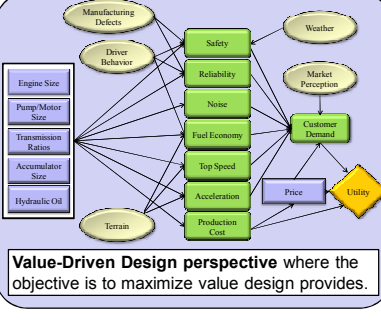 Manufacturing
Defects
Weather
Safety
Driver
Behavior
Market
Perception
Engine Size
Reliability
Pump/Motor
Size
Noise
Transmission
Ratios
Fuel Economy
Customer
Demand
Accumulator
Size
Top Speed
Hydraulic Oil
Acceleration
Price
Utility
Terrain
Production
Cost
Value-Driven Design perspective where the
objective is to maximize value design provides.